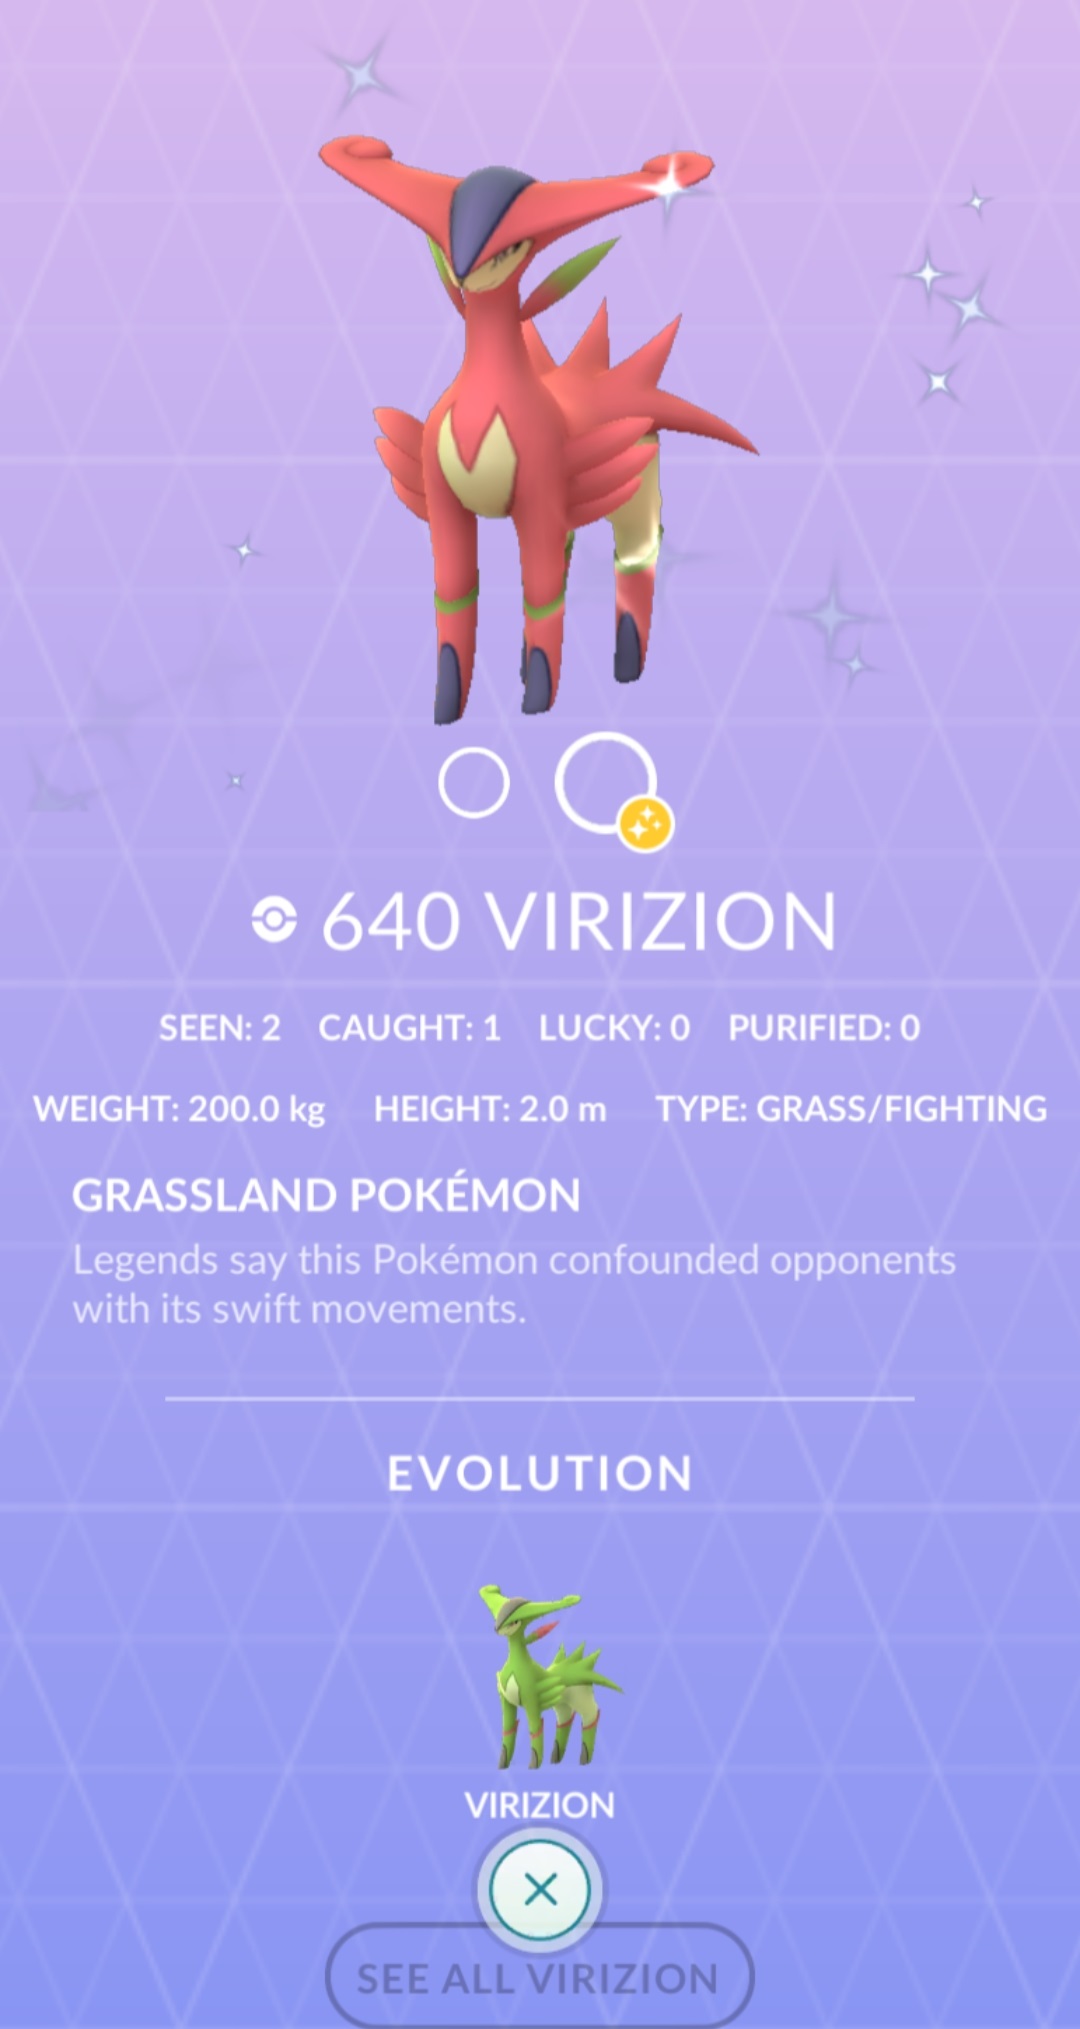 640 VIRIZION
SEEN: 2 CAUGHT: 1 LUCKY: 0 PURIFIED: 0
WEIGHT: 200.0 kg HEIGHT: 2.0 m TYPE: GRASS/FIGHTING
GRASSLAND POKÉMON
Legends say this Pokémon confounded opponents
with its swift movements.
EVOLUTION
VIRIZION
SEE ALL VIRIZION